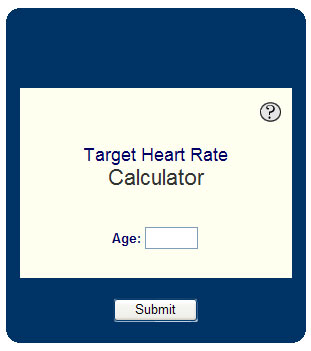 ?
Target Heart Rate
Calculator
Age:
Submit